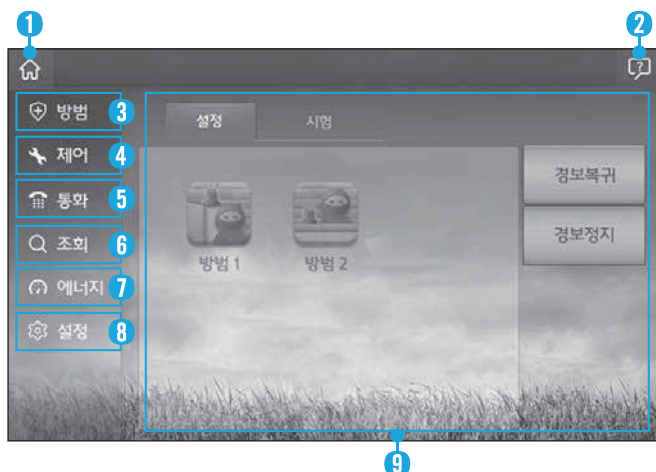 1
2
방범 3
제어 4
통화 5
조회 6
에너지 7
설정 8
설정 시험
방범 1 방범 2
경보복귀
경보정지
9